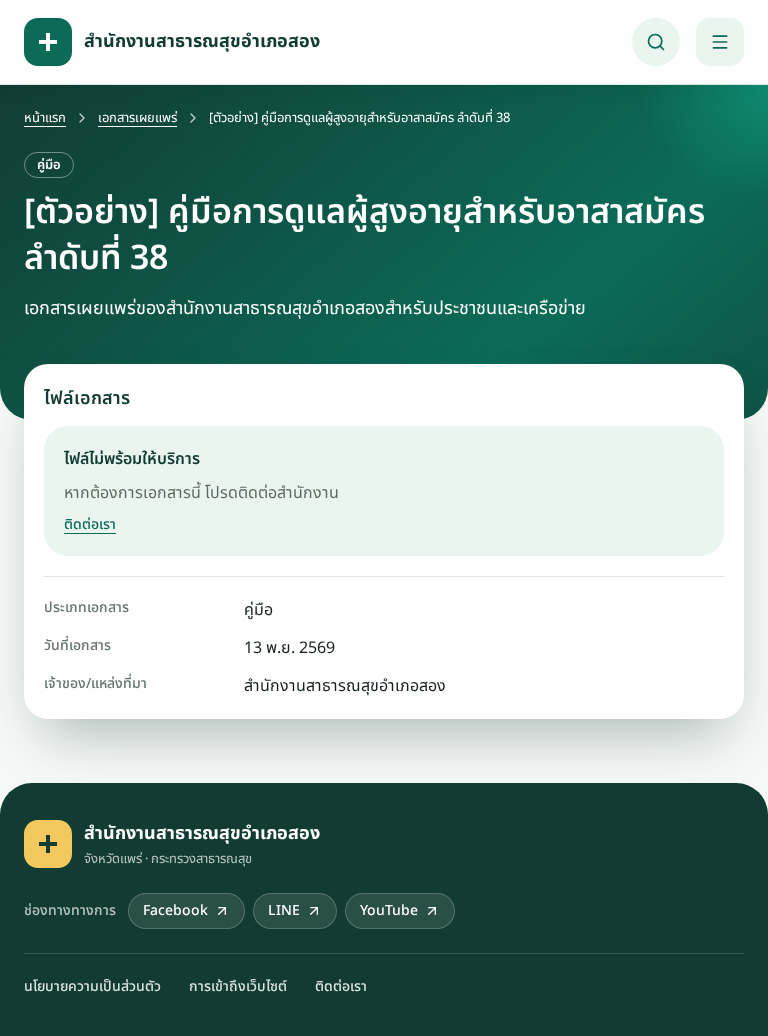 สำนักงานสาธารณสุขอำเภอสอง
หน้าแรก > เอกสารเผยแพร่ > [ตัวอย่าง] คู่มือการดูแลผู้สูงอายุสำหรับอาสาสมัคร ลำดับที่ 38
คู่มือ
[ตัวอย่าง] คู่มือการดูแลผู้สูงอายุสำหรับอาสาสมัคร
ลำดับที่ 38
เอกสารเผยแพร่ของสำนักงานสาธารณสุขอำเภอสองสำหรับประชาชนและเครือข่าย
ไฟล์เอกสาร
ไฟล์ไม่พร้อมให้บริการ
หากต้องการเอกสารนี้ โปรดติดต่อสำนักงาน
ติดต่อเรา
ประเภทเอกสาร คู่มือ
วันที่เอกสาร 13 พ.ย. 2569
เจ้าของ/แหล่งที่มา สำนักงานสาธารณสุขอำเภอสอง
สำนักงานสาธารณสุขอำเภอสอง
จังหวัดแพร่ · กระทรวงสาธารณสุข
ช่องทางทางการ Facebook LINE YouTube
นโยบายความเป็นส่วนตัว การเข้าถึงเว็บไซต์ ติดต่อเรา